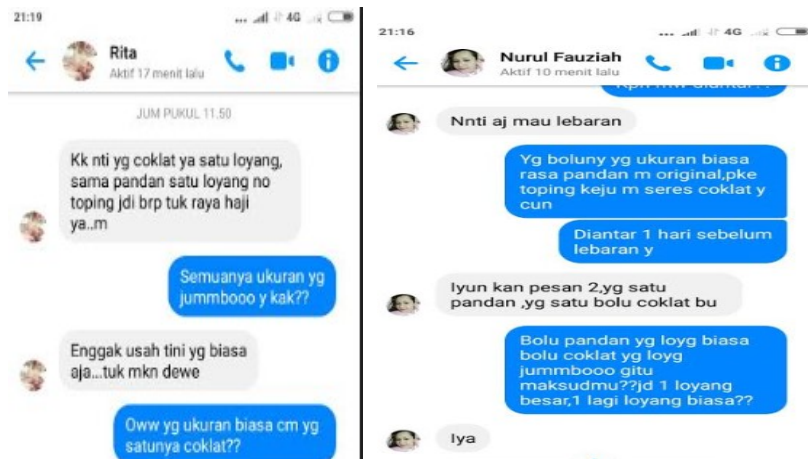 21:19
4G
Rita
Aktif 17 menit lalu
JUM PUKUL 11.50
Kk nti yg coklat ya satu loyang,
sama pandan satu loyang no
toping jdi brp tuk raya haji
ya..m
Semuanya ukuran yg
jummbooo y kak??
Enggak usah tini yg biasa
aja...tuk mkn dewe
Oww yg ukuran biasa cm yg
satunya coklat??
21:16
4G
Nurul Fauziah
Aktif 10 menit lalu
Nnti aj mau lebaran
Yg boluny yg ukuran biasa
rasa pandan m original,pke
toping keju m seres coklat y
cun
Diantar 1 hari sebelum
lebaran y
Iyun kan pesan 2,yg satu
pandan ,yg satu bolu coklat bu
Bolu pandan yg loyg biasa
bolu coklat yg loyg
jummbooo gitu
maksudmu??jd 1 loyang
besar,1 lagi loyang biasa??
Iya